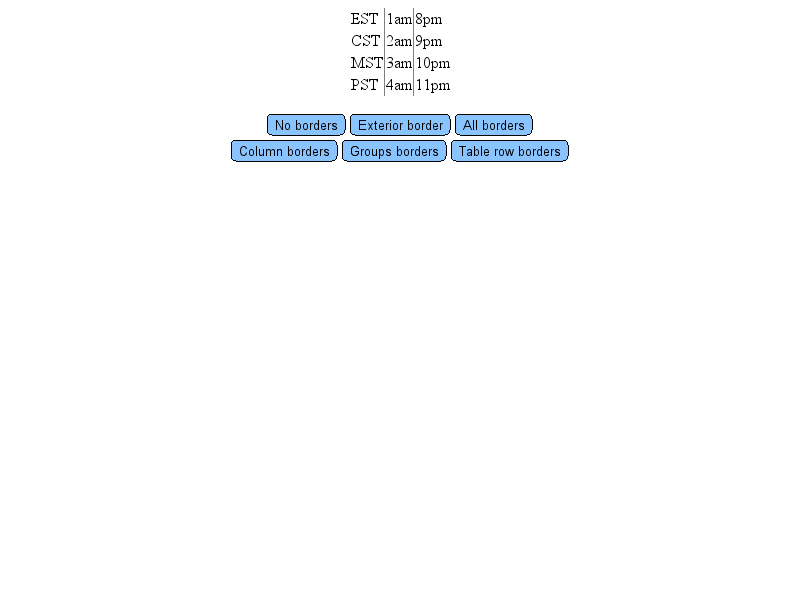 EST 1am 8pm
CST 2am 9pm
MST 3am 10pm
PST 4am 11pm
No borders Exterior border All borders
Column borders Groups borders Table row borders